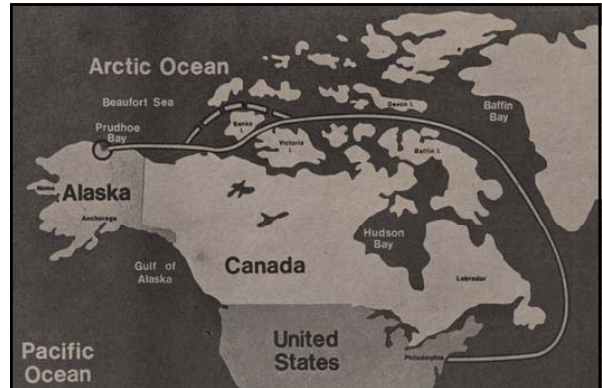 Arctic Ocean
Beaufort Sea
Prudhoe
Bay
Banks
I.
Devon I.
Baffin
Bay
Victoria
I.
Baffin I.
Nome
Alaska
Anchorage
Gulf of
Alaska
Canada
Hudson
Bay
Labrador
United
States
Philadelphia
Pacific
Ocean